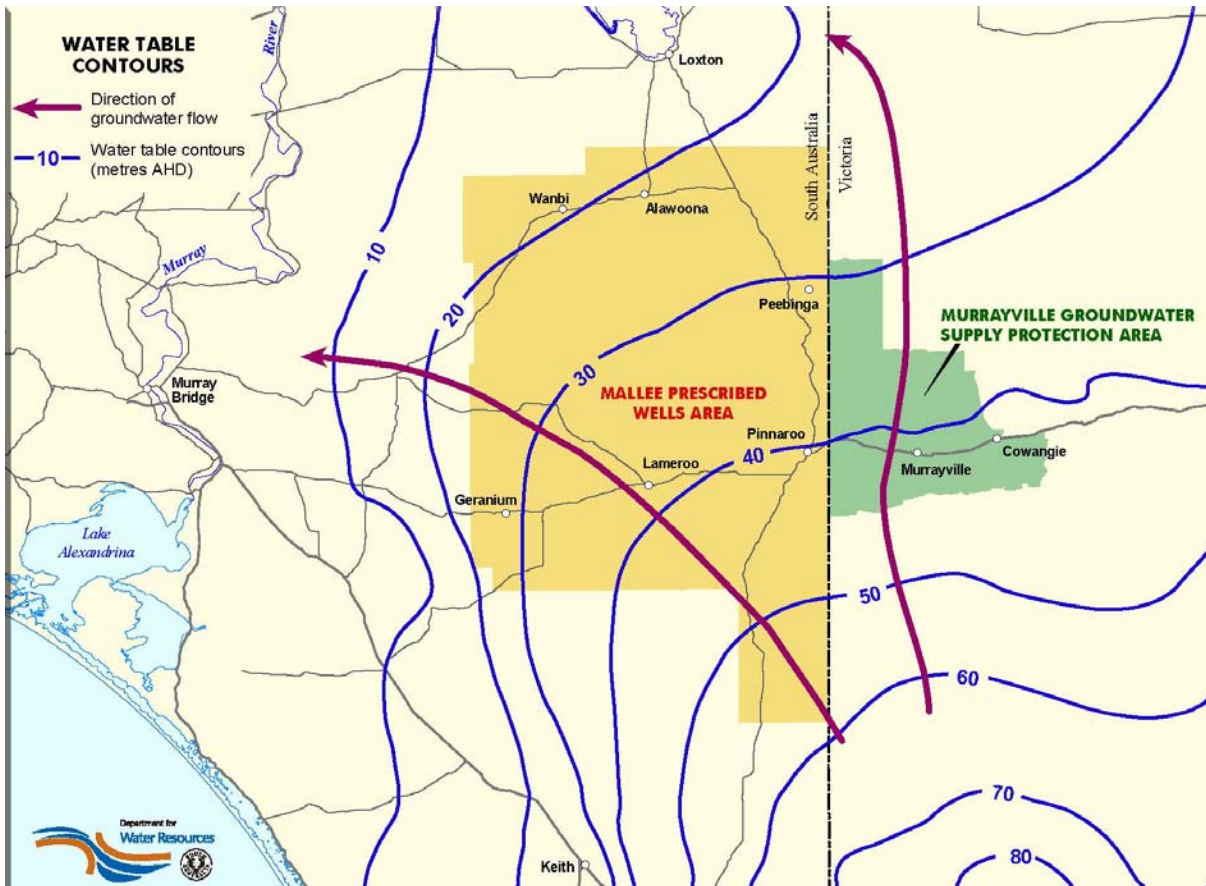 WATER TABLE
CONTOURS
Direction of
groundwater flow
10
Water table contours
(metres AHD)
River
Murray
Loxton
South Australia
Victoria
Wanbi
Alawoona
10
20
Peebinga
30
MURRAYVILLE GROUNDWATER
SUPPLY PROTECTION AREA
MALLEE PRESCRIBED
WELLS AREA
Murray
Bridge
Pinnaroo
40
Murrayville
Cowangie
Lameroo
Geranium
Lake
Alexandrina
50
60
70
80
Keith
Department for
Water Resources